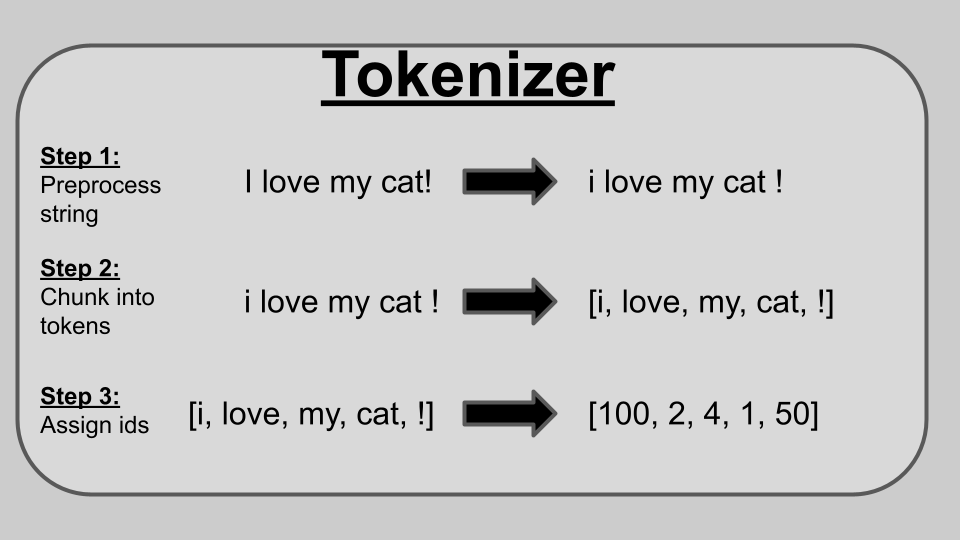 Tokenizer
Step 1:
Preprocess
string
I love my cat!
i love my cat !
Step 2:
Chunk into
tokens
i love my cat !
[i, love, my, cat, !]
Step 3:
Assign ids
[i, love, my, cat, !]
[100, 2, 4, 1, 50]